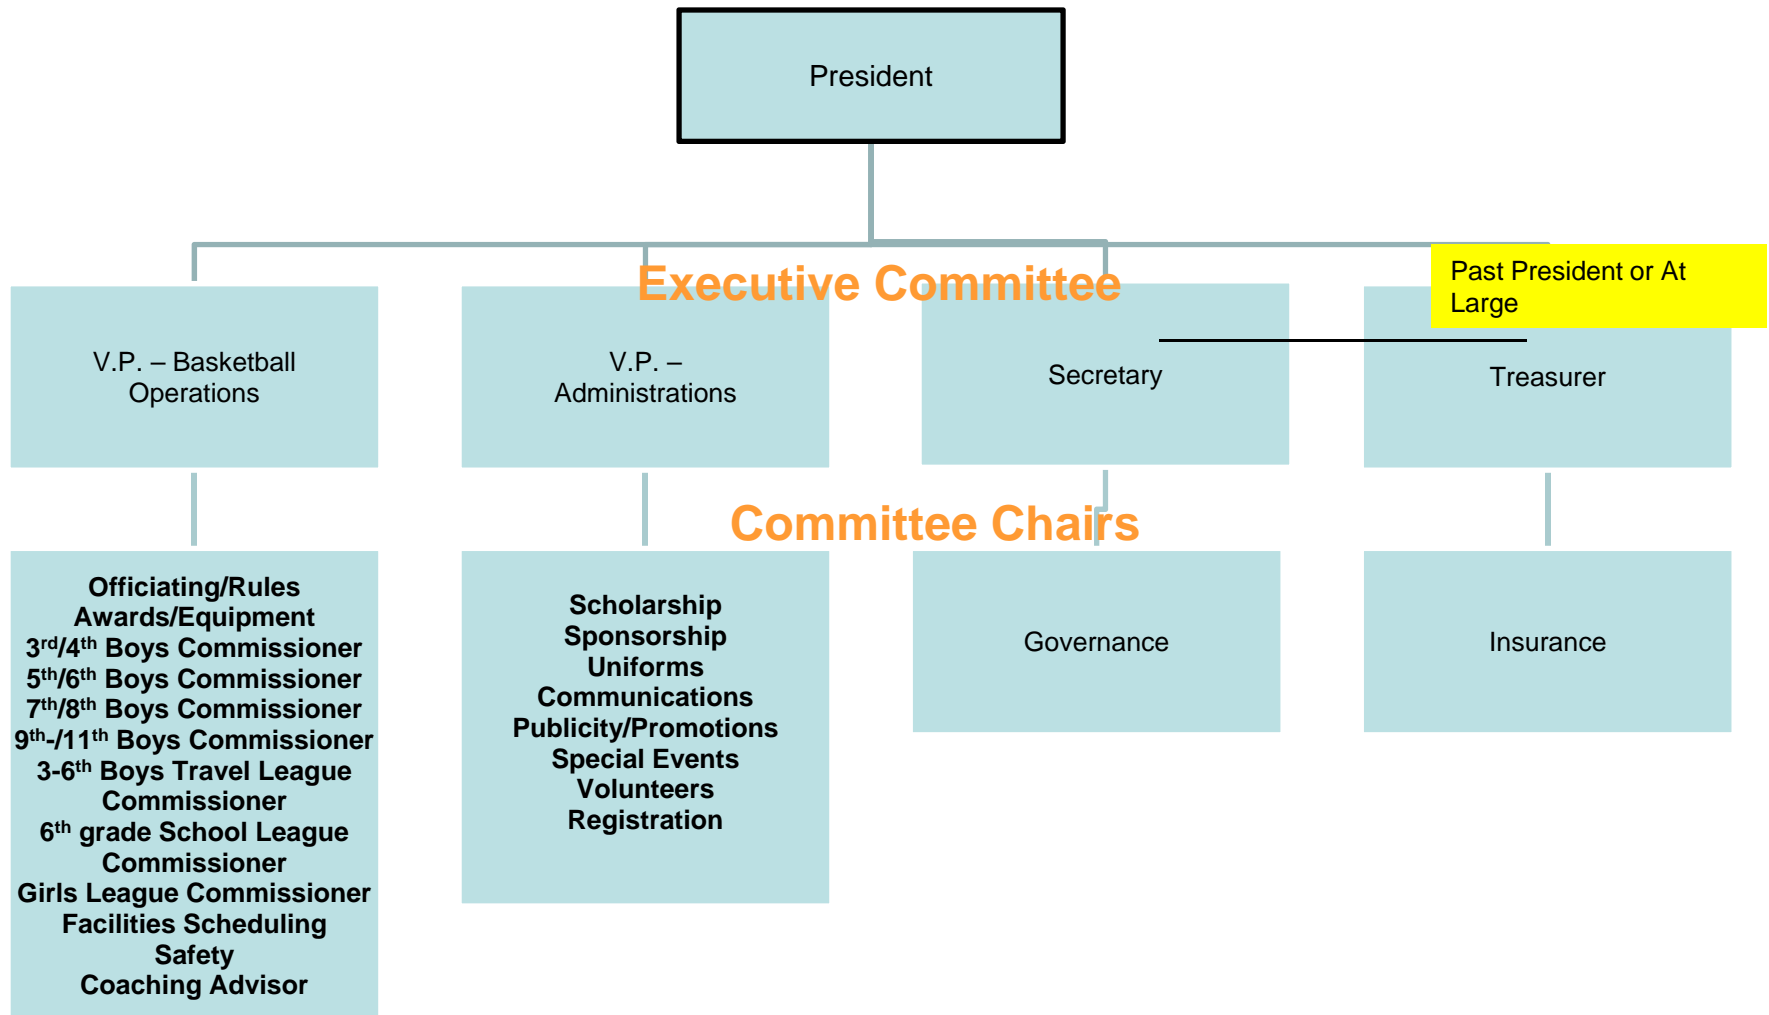 President
Executive Committee
Past President or At
Large
V.P. – Basketball
Operations
V.P. –
Administrations
Secretary
Treasurer
Committee Chairs
Officiating/Rules
Awards/Equipment
3rd/4th Boys Commissioner
5th/6th Boys Commissioner
7th/8th Boys Commissioner
9th-/11th Boys Commissioner
3-6th Boys Travel League
Commissioner
6th grade School League
Commissioner
Girls League Commissioner
Facilities Scheduling
Safety
Coaching Advisor
Scholarship
Sponsorship
Uniforms
Communications
Publicity/Promotions
Special Events
Volunteers
Registration
Governance
Insurance